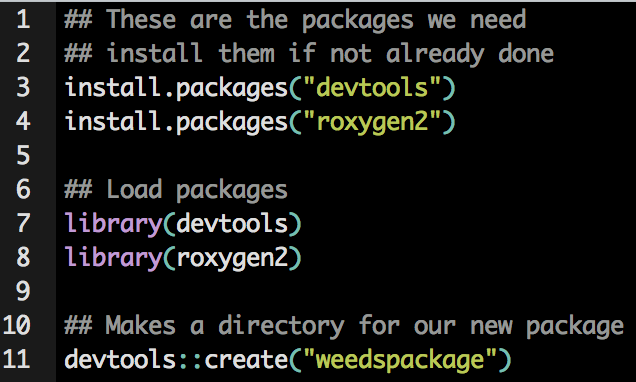 1 ## These are the packages we need
2 ## install them if not already done
3 install.packages("devtools")
4 install.packages("roxygen2")
5
6 ## Load packages
7 library(devtools)
8 library(roxygen2)
9
10 ## Makes a directory for our new package
11 devtools::create("weedspackage")